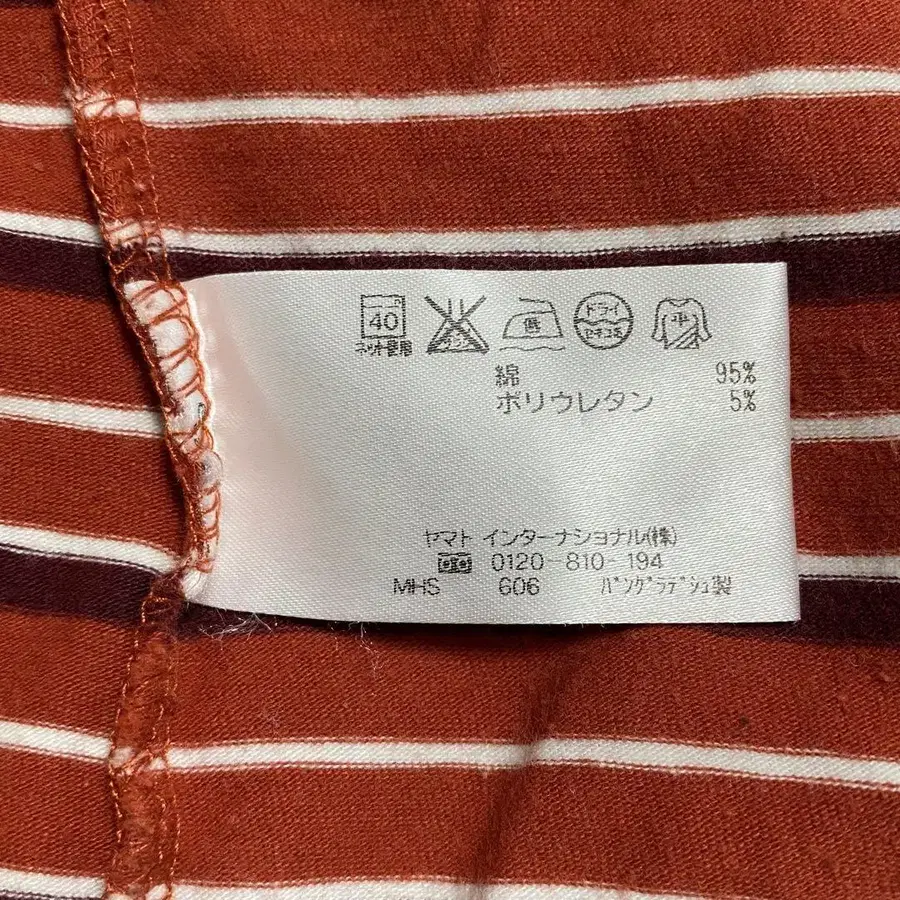 40
ネット使用
低
ドライ
セキユ系
平
綿 95%
ポリウレタン 5%
ヤマト インターナショナル(株)
0120-810-194
MHS 606 バングラデシュ製